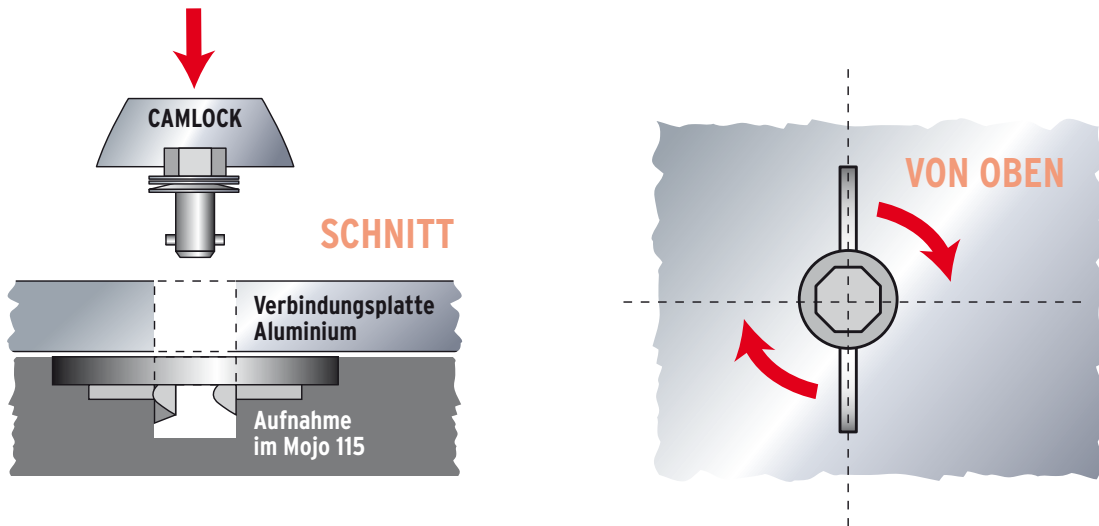 CAMLOCK
SCHNITT
Verbindungsplatte
Aluminium
Aufnahme
im Mojo 115
VON OBEN